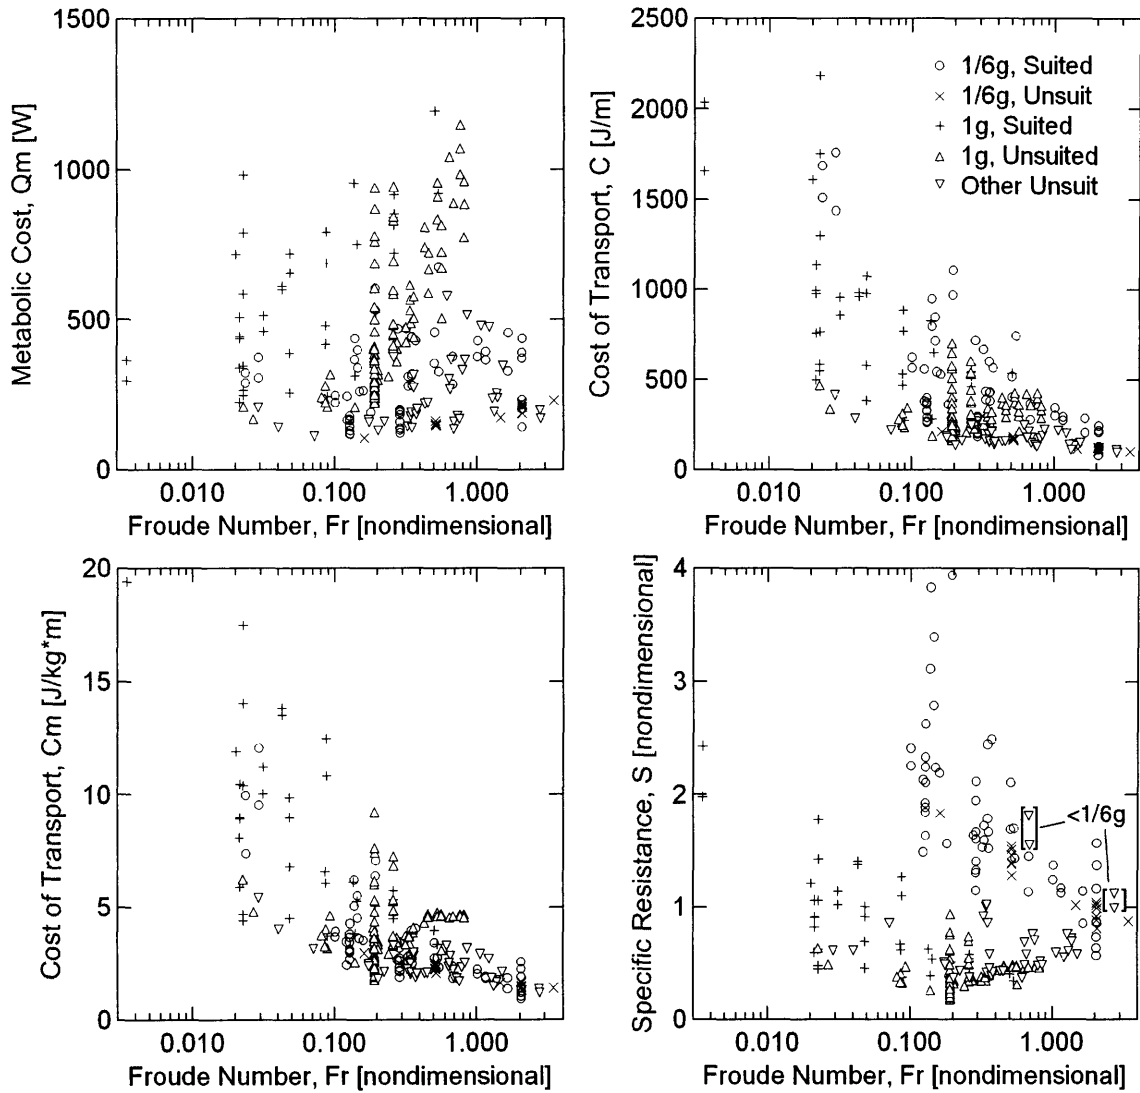 1500
1000
500
0
Metabolic Cost, Qm [W]
0.010 0.100 1.000
Froude Number, Fr [nondimensional]
2500
2000
1500
1000
500
0
Cost of Transport, C [J/m]
1/6g, Suited
1/6g, Unsuit
1g, Suited
1g, Unsuited
Other Unsuit
0.010 0.100 1.000
Froude Number, Fr [nondimensional]
20
15
10
5
0
Cost of Transport, Cm [J/kg*m]
0.010 0.100 1.000
Froude Number, Fr [nondimensional]
4
3
2
1
0
Specific Resistance, S [nondimensional]
<1/6g
0.010 0.100 1.000
Froude Number, Fr [nondimensional]